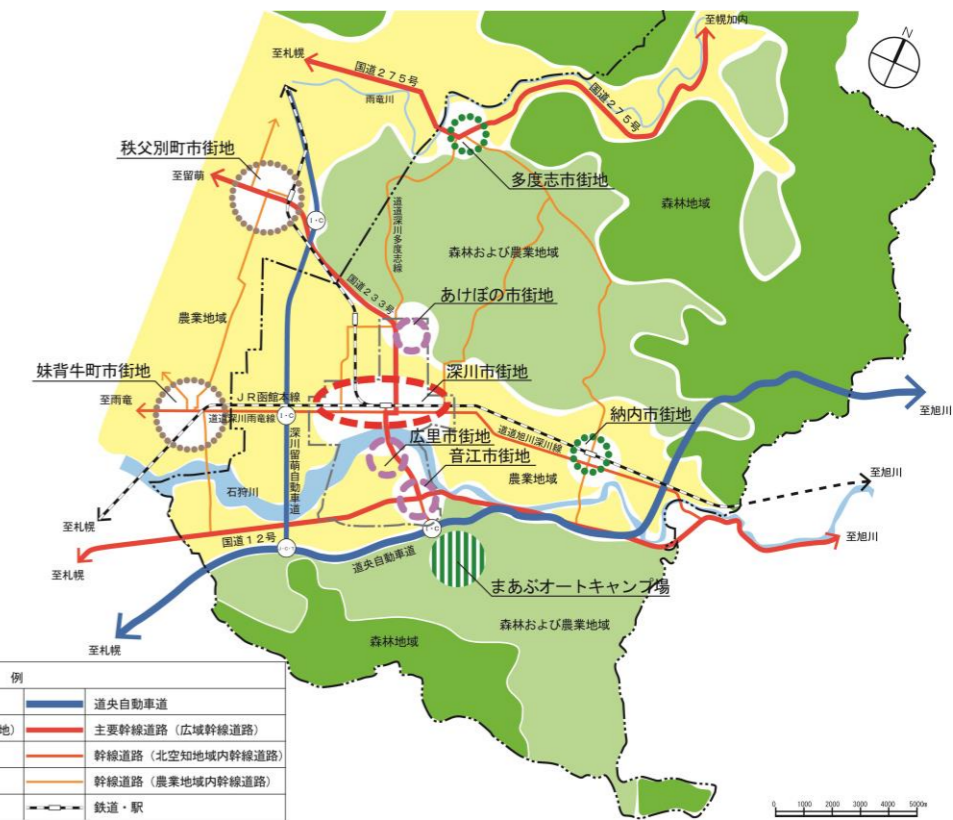 至幌加内
N
至札幌
国道275号
雨竜川
国道275号
秩父別町市街地
至留萌
多度志市街地
森林地域
I・C
道道深川多度志線
森林および農業地域
国道233号
あけぼの市街地
農業地域
妹背牛町市街地
深川市街地
JR函館本線
至雨竜
道道深川雨竜線
I・C
納内市街地
至旭川
広里市街地
道道旭川深川線
音江市街地
深川留萌自動車道
農業地域
至旭川
石狩川
至札幌
国道12号
I・C
至旭川
J・C・T
道央自動車道
至札幌
まあぶオートキャンプ場
森林および農業地域
森林地域
至札幌
例
道央自動車道
地）
主要幹線道路（広域幹線道路）
幹線道路（北空知地域内幹線道路）
幹線道路（農業地域内幹線道路）
鉄道・駅
0 1000 2000 3000 4000 5000m